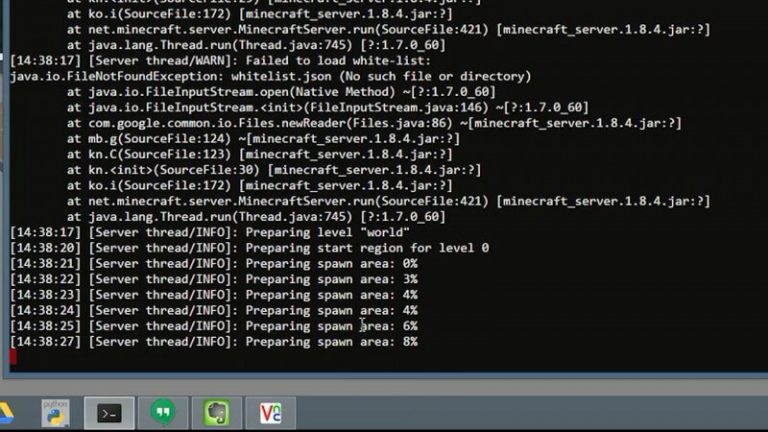 at kn.<init>(SourceFile:29) [minecraft_server.1.8.4.jar:?]
at ko.i(SourceFile:172) [minecraft_server.1.8.4.jar:?]
at net.minecraft.server.MinecraftServer.run(SourceFile:421) [minecraft_server.1.8.4.jar:?]
at java.lang.Thread.run(Thread.java:745) [?:1.7.0_60]
[14:38:17] [Server thread/WARN]: Failed to load white-list:
java.io.FileNotFoundException: whitelist.json (No such file or directory)
at java.io.FileInputStream.open(Native Method) ~[?:1.7.0_60]
at java.io.FileInputStream.<init>(FileInputStream.java:146) ~[?:1.7.0_60]
at com.google.common.io.Files.newReader(Files.java:86) ~[minecraft_server.1.8.4.jar:?]
at mb.g(SourceFile:124) ~[minecraft_server.1.8.4.jar:?]
at kn.C(SourceFile:123) [minecraft_server.1.8.4.jar:?]
at kn.<init>(SourceFile:30) [minecraft_server.1.8.4.jar:?]
at ko.i(SourceFile:172) [minecraft_server.1.8.4.jar:?]
at net.minecraft.server.MinecraftServer.run(SourceFile:421) [minecraft_server.1.8.4.jar:?]
at java.lang.Thread.run(Thread.java:745) [?:1.7.0_60]
[14:38:17] [Server thread/INFO]: Preparing level "world"
[14:38:20] [Server thread/INFO]: Preparing start region for level 0
[14:38:21] [Server thread/INFO]: Preparing spawn area: 0%
[14:38:22] [Server thread/INFO]: Preparing spawn area: 3%
[14:38:23] [Server thread/INFO]: Preparing spawn area: 4%
[14:38:24] [Server thread/INFO]: Preparing spawn area: 4%
[14:38:25] [Server thread/INFO]: Preparing spawn area: 6%
[14:38:27] [Server thread/INFO]: Preparing spawn area: 8%
python
>_
Vnc